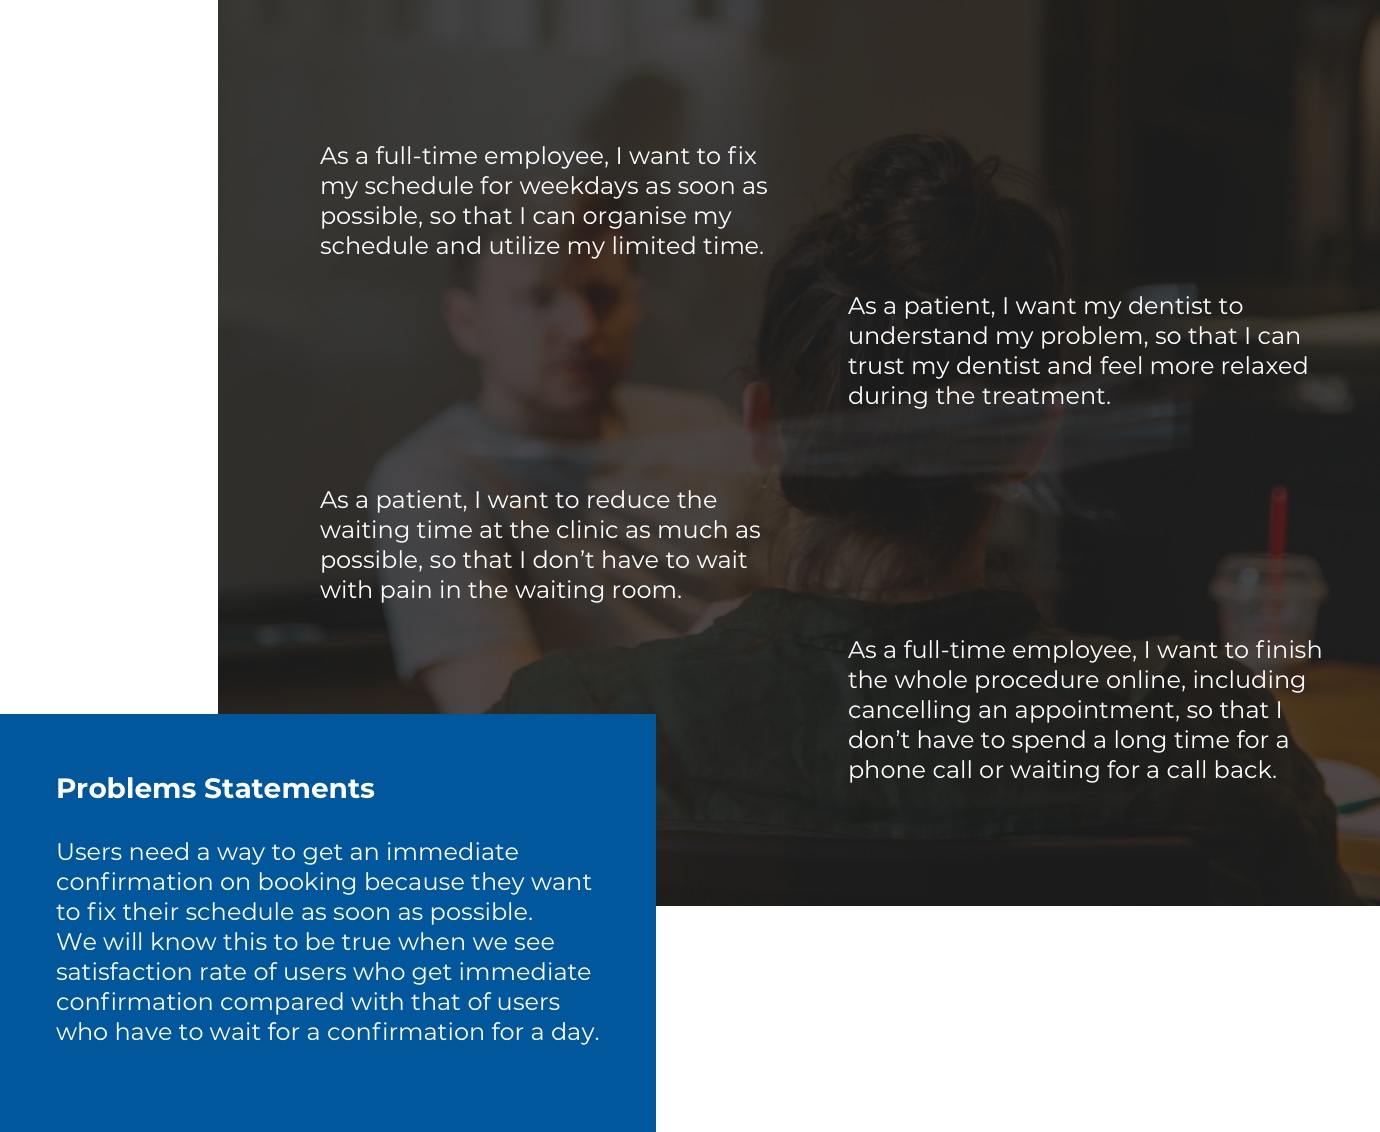 As a full-time employee, I want to fix
my schedule for weekdays as soon as
possible, so that I can organise my
schedule and utilize my limited time.
As a patient, I want my dentist to
understand my problem, so that I can
trust my dentist and feel more relaxed
during the treatment.
As a patient, I want to reduce the
waiting time at the clinic as much as
possible, so that I don’t have to wait
with pain in the waiting room.
As a full-time employee, I want to finish
the whole procedure online, including
cancelling an appointment, so that I
don’t have to spend a long time for a
phone call or waiting for a call back.
Problems Statements
Users need a way to get an immediate
confirmation on booking because they want
to fix their schedule as soon as possible.
We will know this to be true when we see
satisfaction rate of users who get immediate
confirmation compared with that of users
who have to wait for a confirmation for a day.